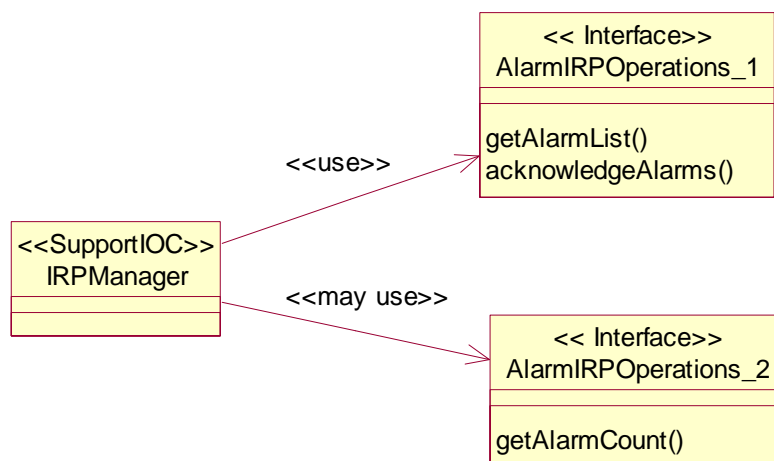 << Interface>>
AlarmIRPOperations_1
getAlarmList()
acknowledgeAlarms()
<<use>>
<<SupportIOC>>
IRPManager
<<may use>>
<< Interface>>
AlarmIRPOperations_2
getAlarmCount()